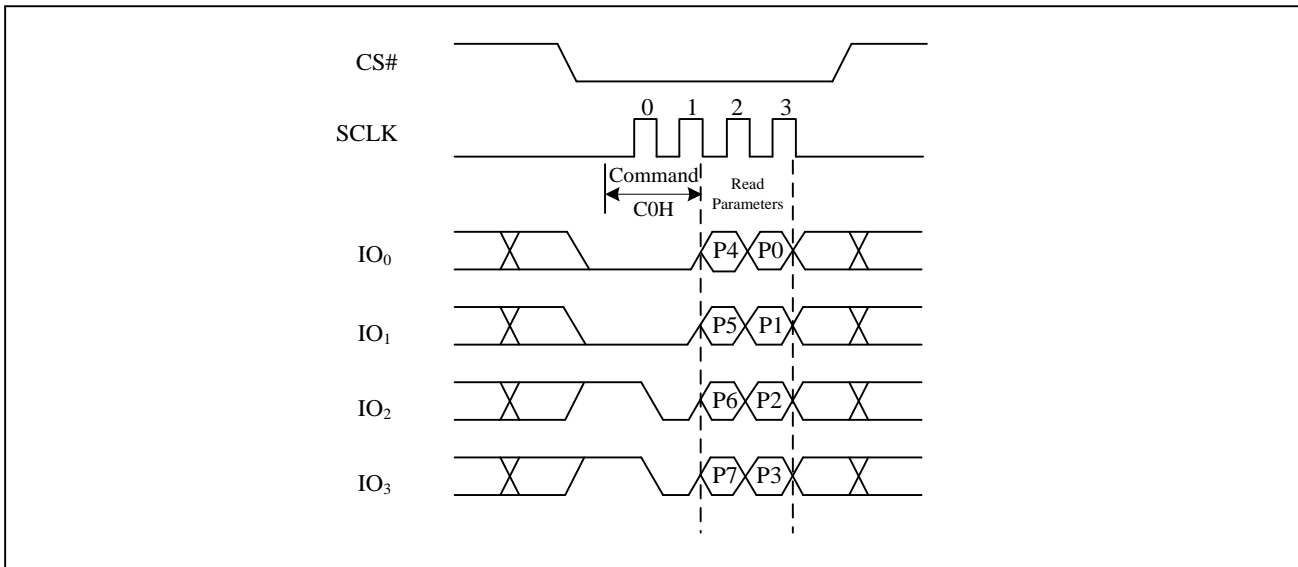 CS#
0 1 2 3
SCLK
Command
C0H
Read
Parameters
IO0 P4 P0
IO1 P5 P1
IO2 P6 P2
IO3 P7 P3